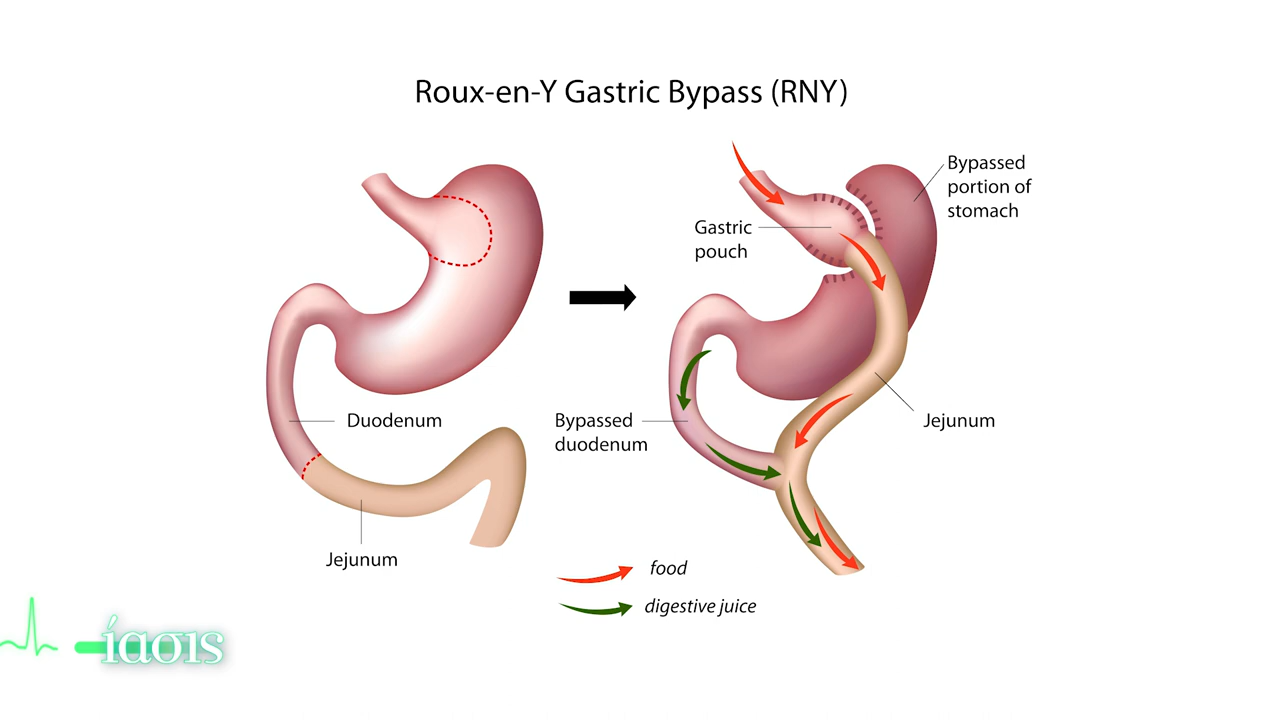 Roux-en-Y Gastric Bypass (RNY)
Bypassed
portion of
stomach
Gastric
pouch
Duodenum
Bypassed
duodenum
Jejunum
Jejunum
food
digestive juice